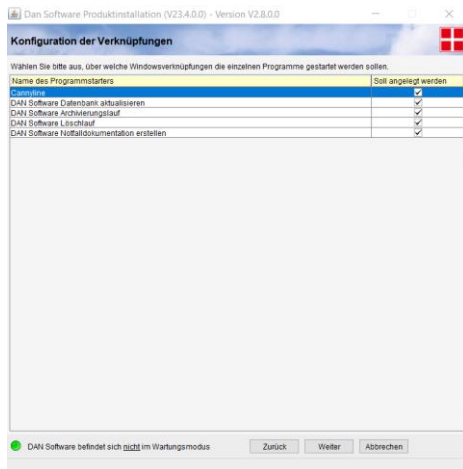 Dan Software Produktinstallation (V23.4.0.0) - Version V2.8.0.0
Konfiguration der Verknüpfungen
Wählen Sie bitte aus, über welche Windowsverknüpfungen die einzelnen Programme gestartet werden sollen.
Name des Programmstarters Soll angelegt werden
Cannyline
DAN Software Datenbank aktualisieren
DAN Software Archivierungslauf
DAN Software Löschlauf
DAN Software Notfalldokumentation erstellen
DAN Software befindet sich nicht im Wartungsmodus Zurück Weiter Abbrechen